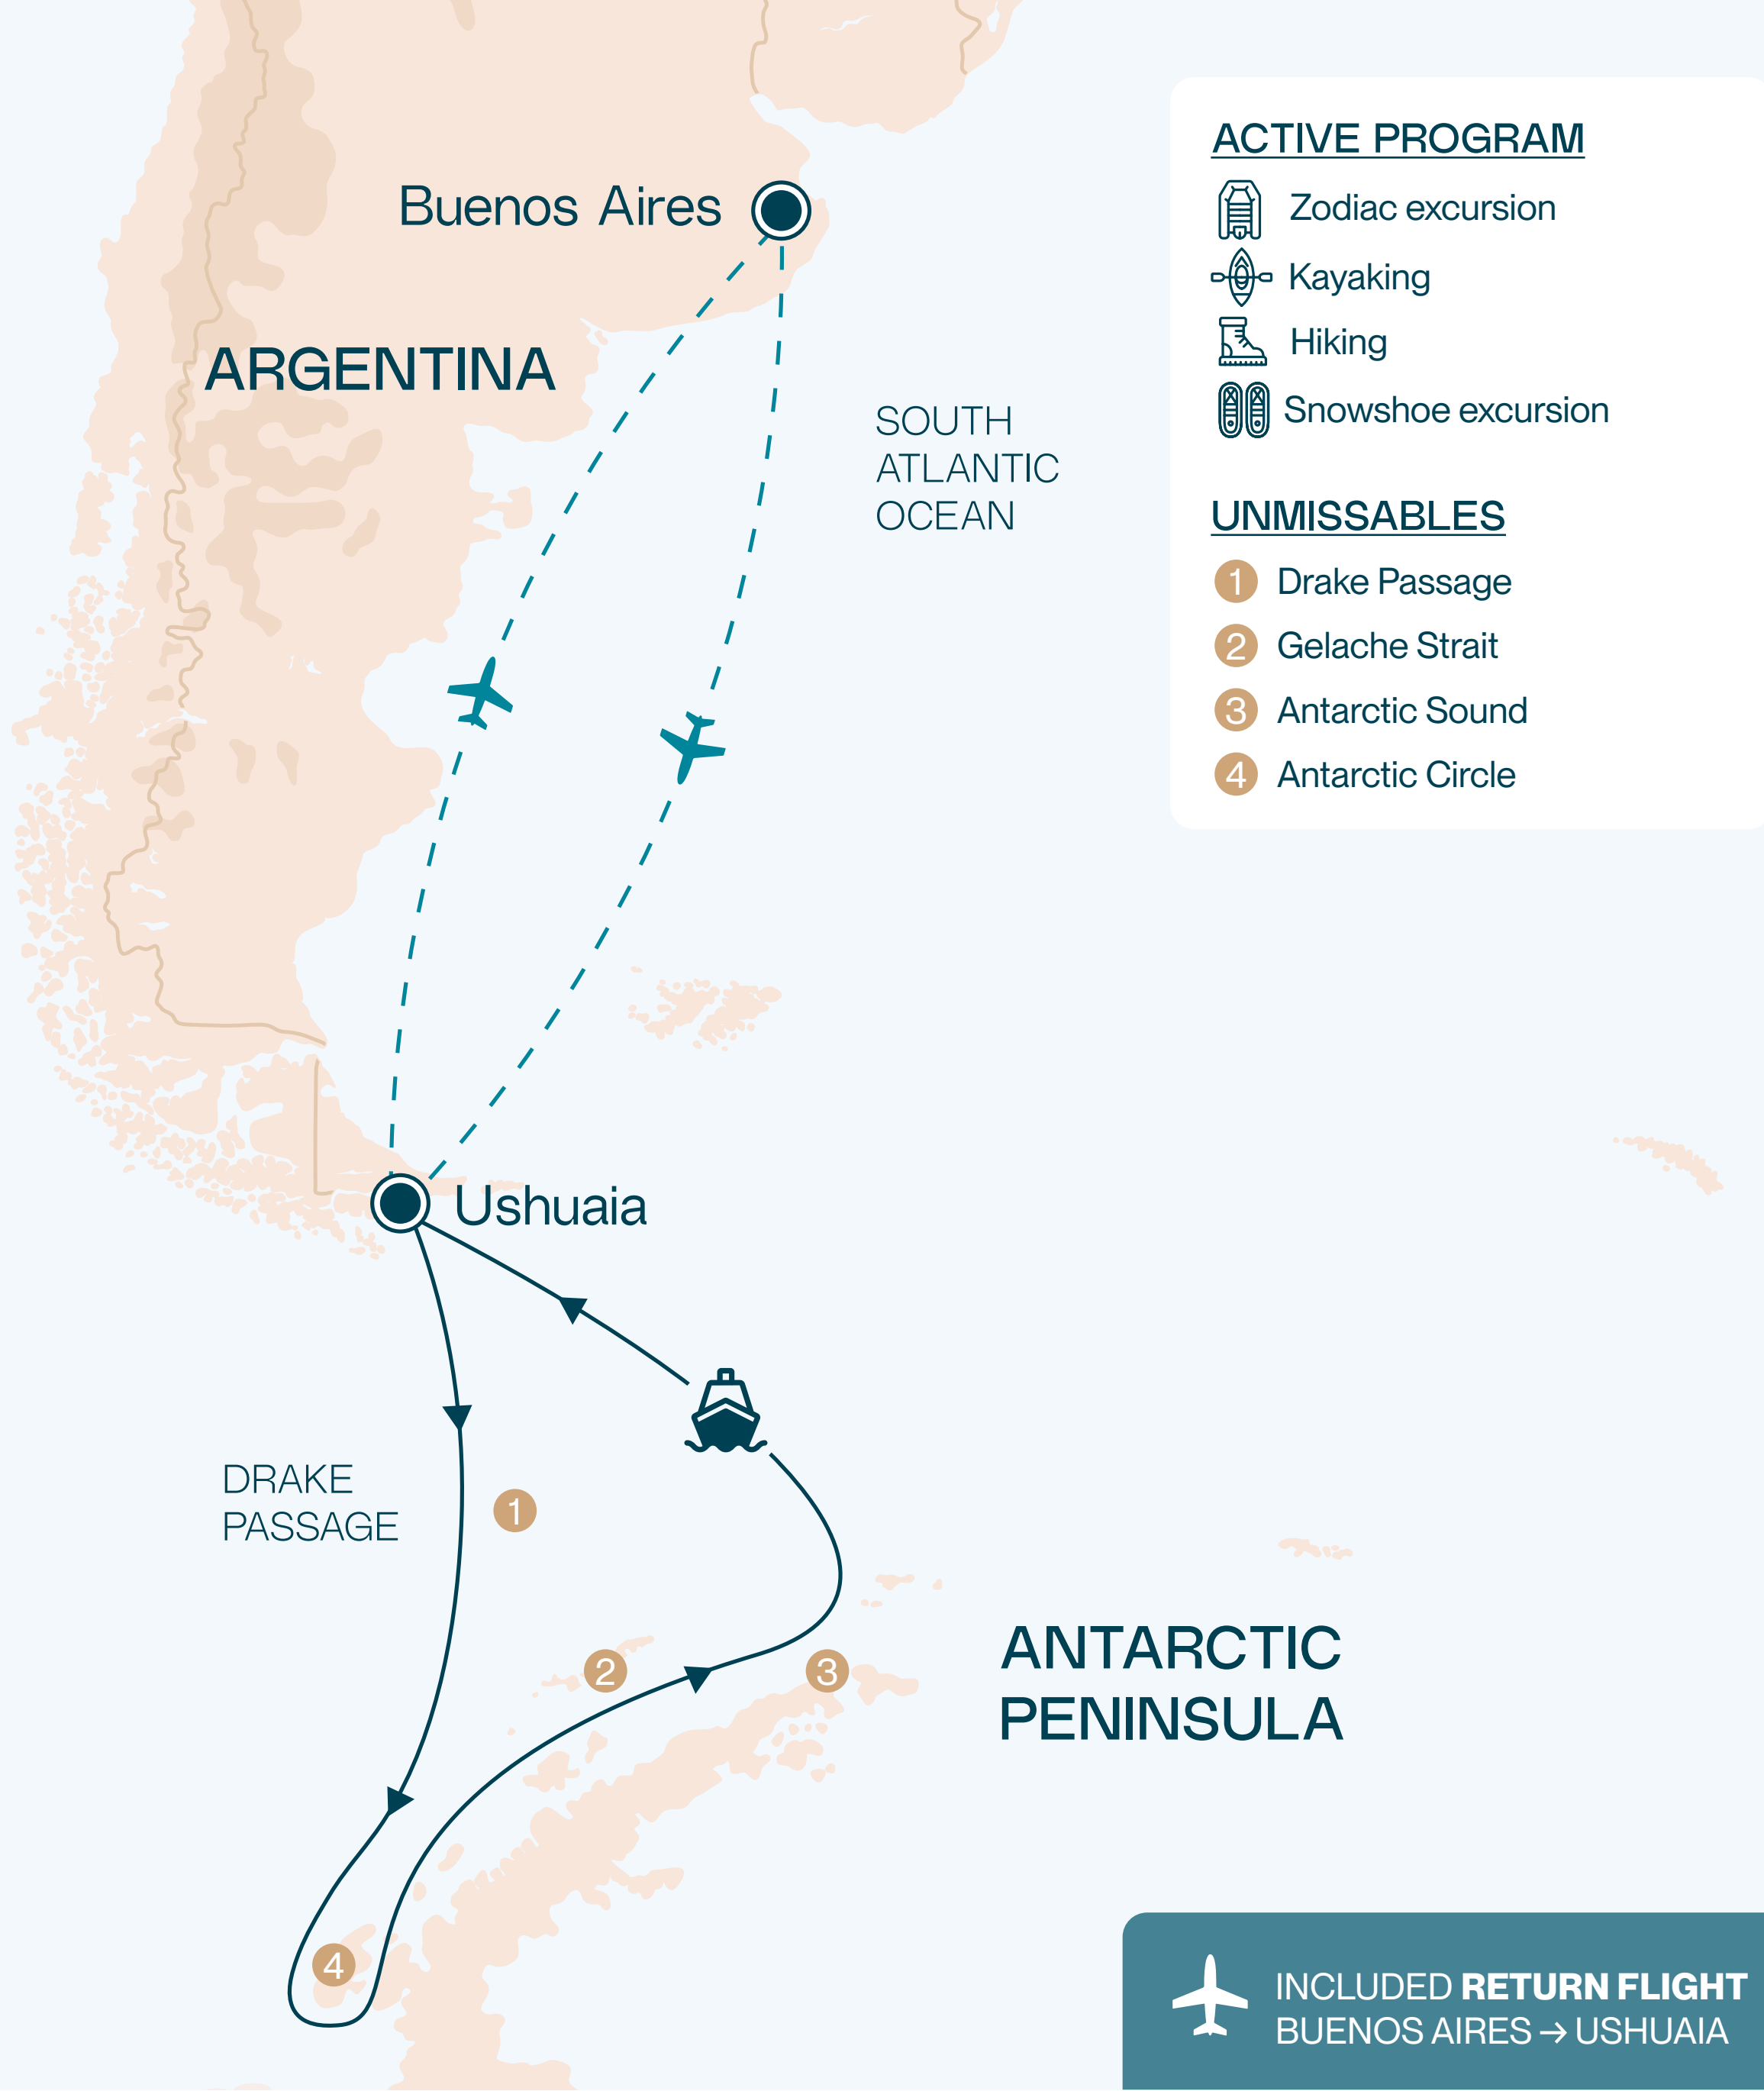 Buenos Aires
ARGENTINA
SOUTH
ATLANTIC
OCEAN
Ushuaia
DRAKE
PASSAGE
1
2
3
4
ANTARCTIC
PENINSULA
ACTIVE PROGRAM
Zodiac excursion
Kayaking
Hiking
Snowshoe excursion
UNMISSABLES
1 Drake Passage
2 Gelache Strait
3 Antarctic Sound
4 Antarctic Circle
INCLUDED RETURN FLIGHT
BUENOS AIRES → USHUAIA